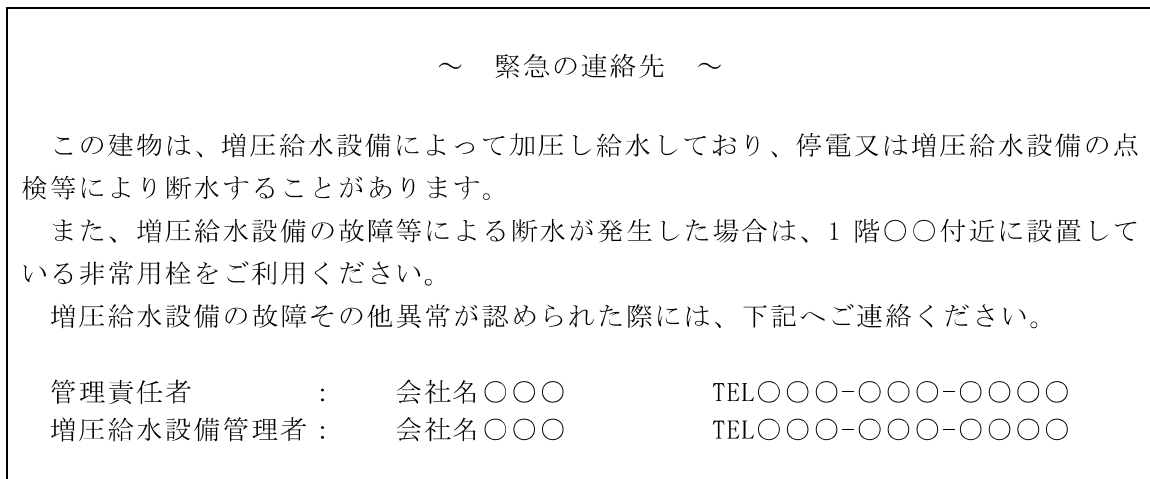 ～　緊急の連絡先　～
この建物は、増圧給水設備によって加圧し給水しており、停電又は増圧給水設備の点
検等により断水することがあります。
また、増圧給水設備の故障等による断水が発生した場合は、1 階○○付近に設置して
いる非常用栓をご利用ください。
増圧給水設備の故障その他異常が認められた際には、下記へご連絡ください。
管理責任者　　　　：　　会社名○○○　　　　　TEL○○○-○○○-○○○○
増圧給水設備管理者：　　会社名○○○　　　　　TEL○○○-○○○-○○○○